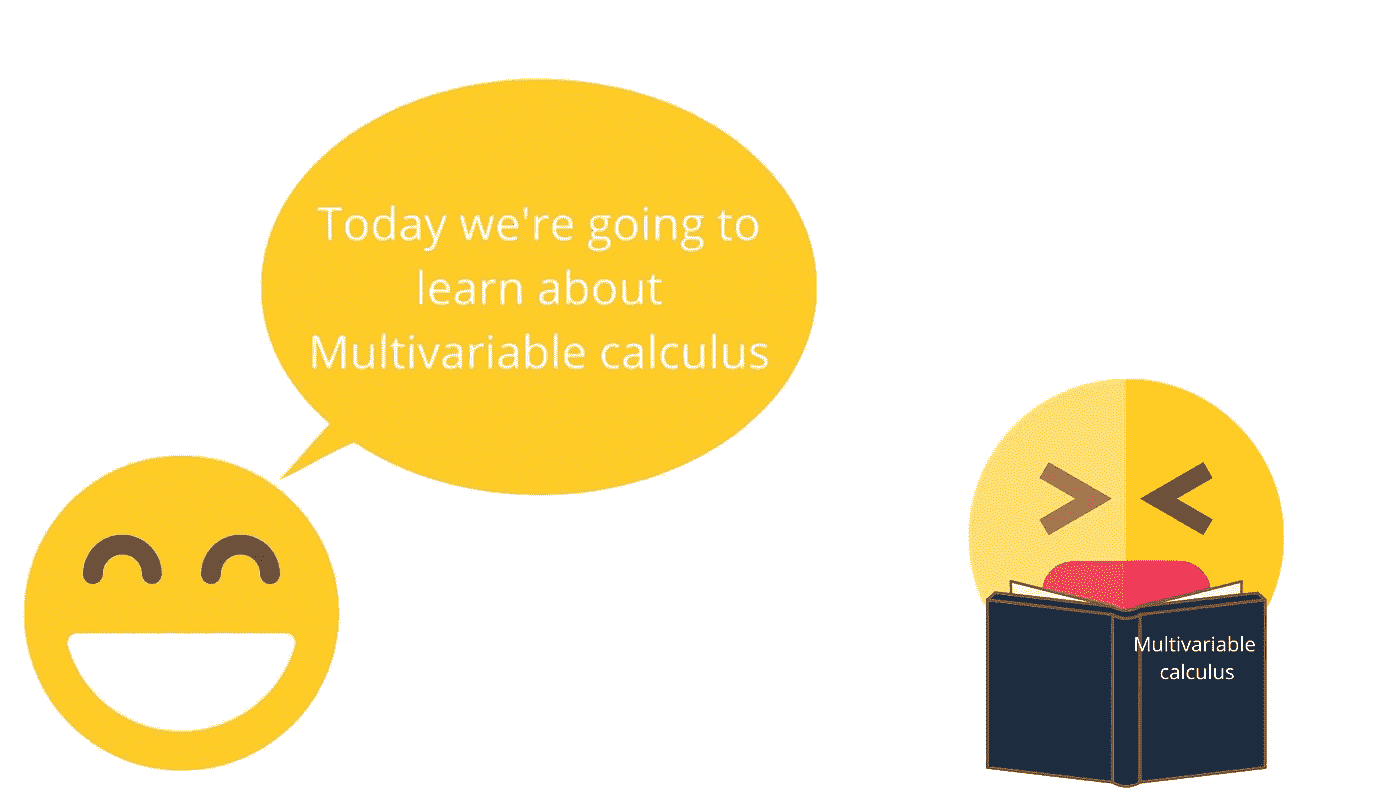 Today we're going to
learn about
Multivariable calculus
Multivariable
calculus